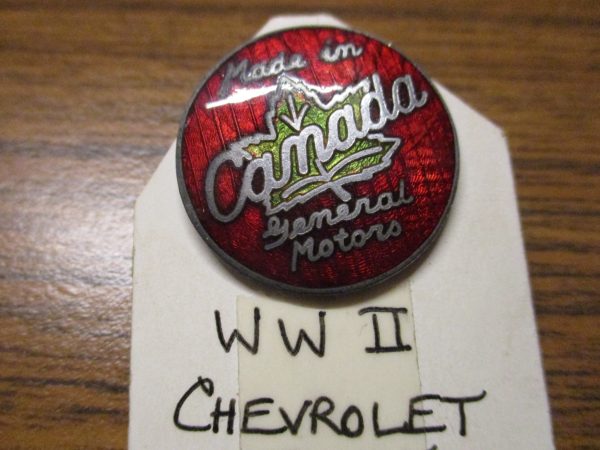 Made in
Canada
General
Motors
WW II
CHEVROLET